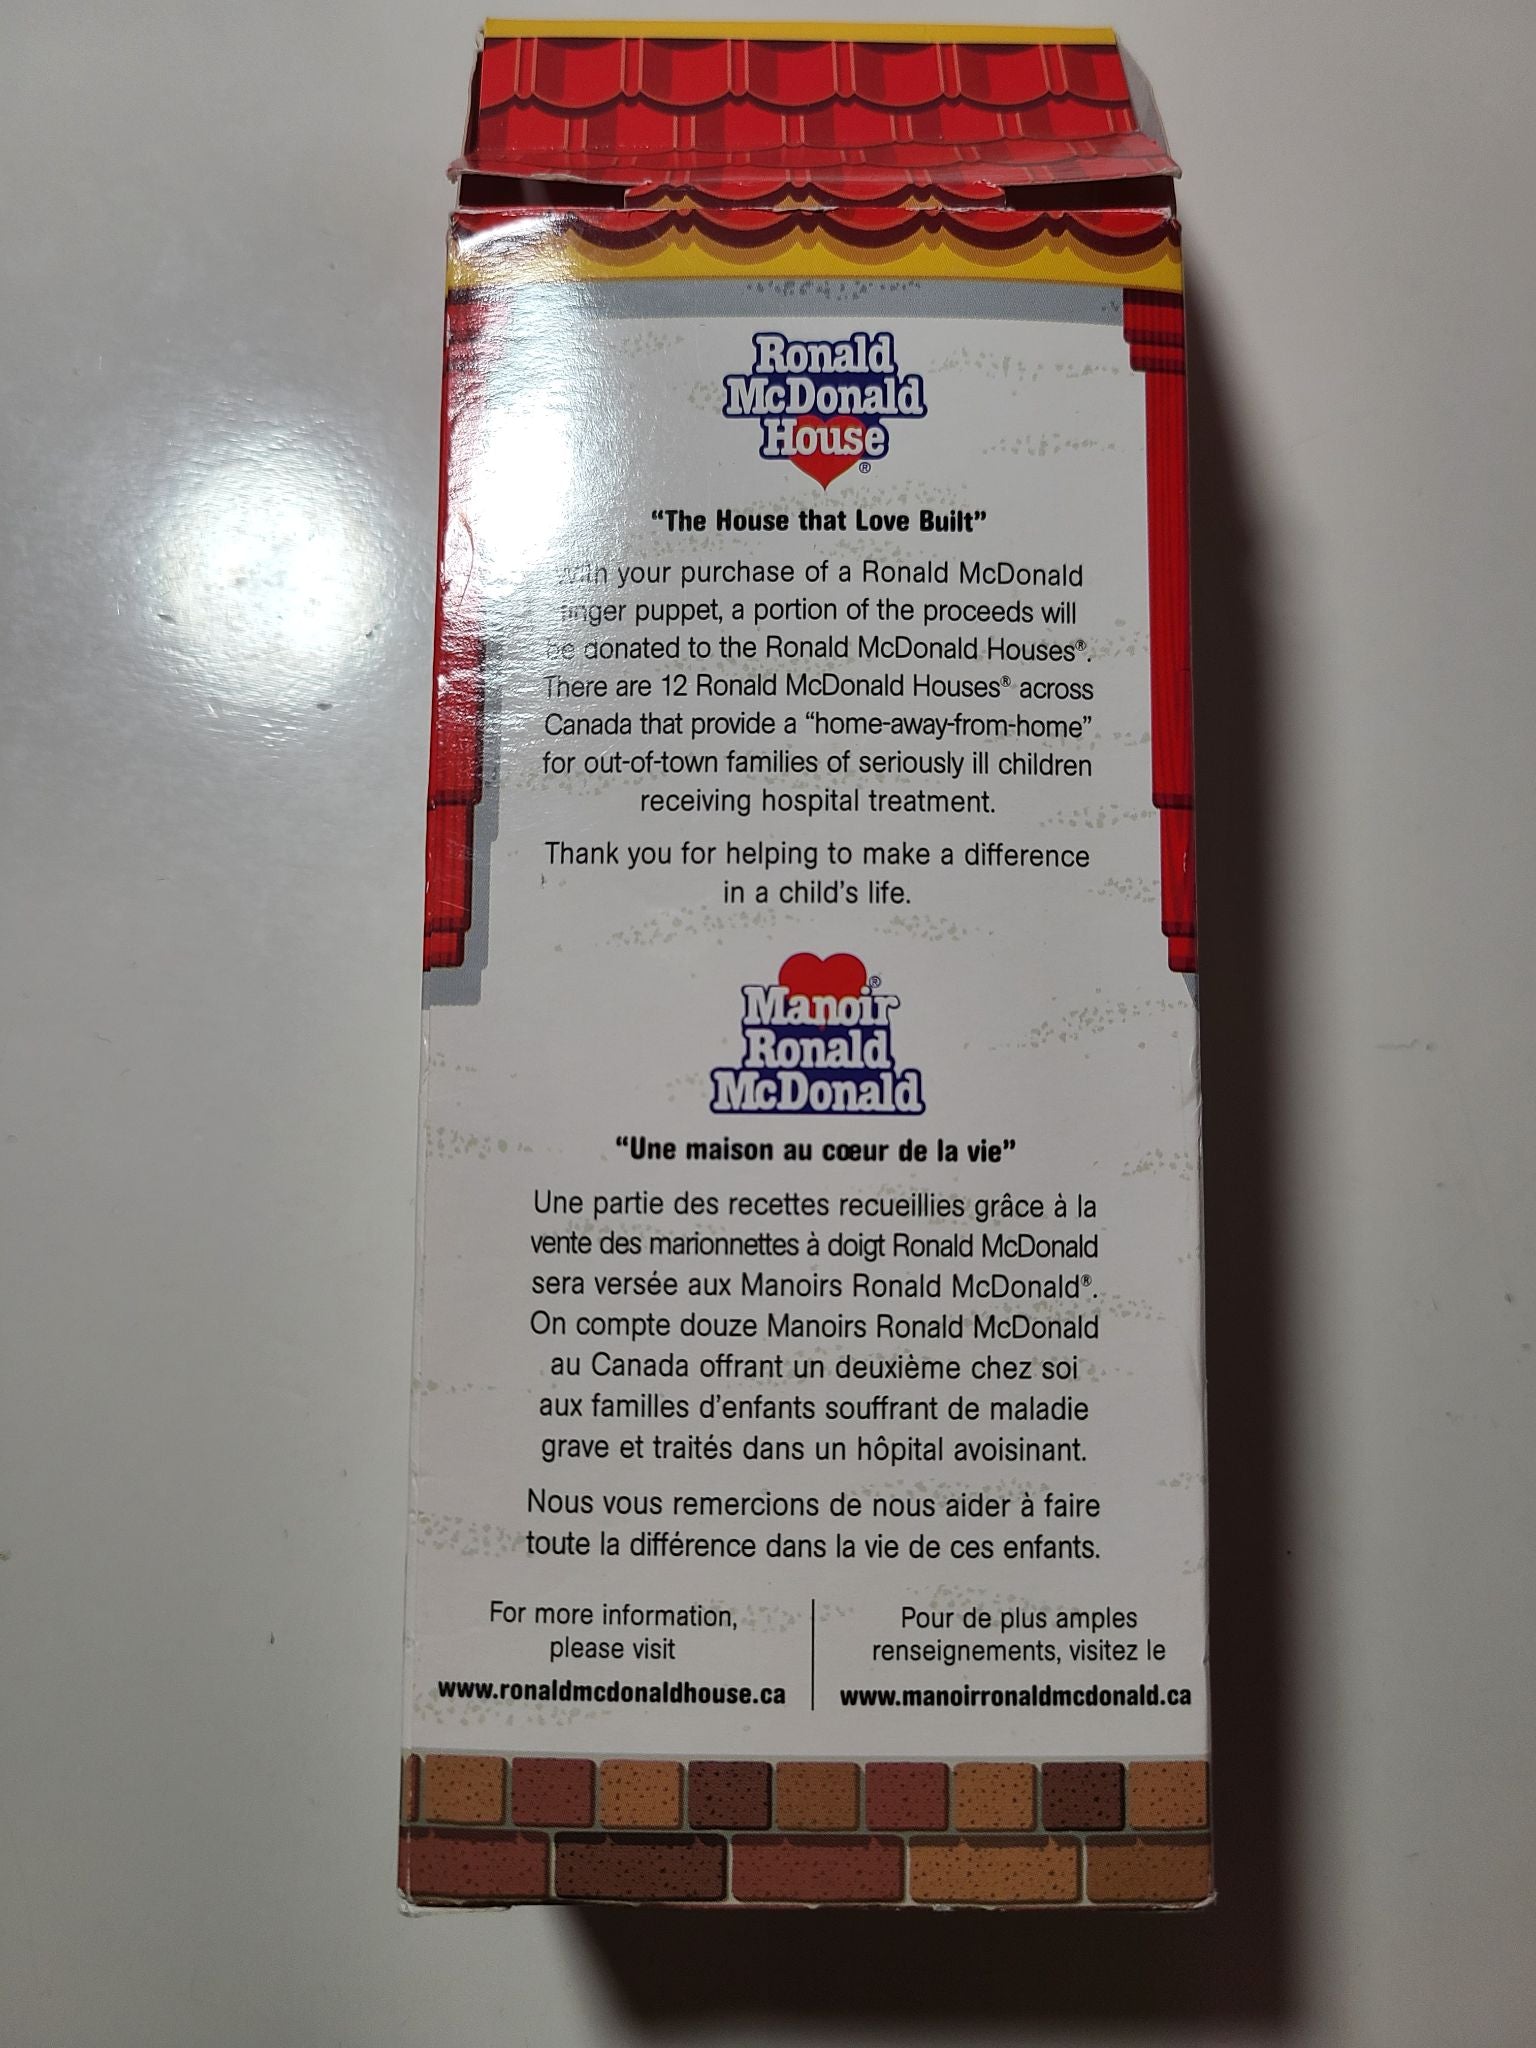 Ronald
McDonald
House®
“The House that Love Built”
With your purchase of a Ronald McDonald
finger puppet, a portion of the proceeds will
be donated to the Ronald McDonald Houses®.
There are 12 Ronald McDonald Houses® across
Canada that provide a “home-away-from-home”
for out-of-town families of seriously ill children
receiving hospital treatment.
Thank you for helping to make a difference
in a child’s life.
Manoir®
Ronald
McDonald
“Une maison au cœur de la vie”
Une partie des recettes recueillies grâce à la
vente des marionnettes à doigt Ronald McDonald
sera versée aux Manoirs Ronald McDonald®.
On compte douze Manoirs Ronald McDonald
au Canada offrant un deuxième chez soi
aux familles d’enfants souffrant de maladie
grave et traités dans un hôpital avoisinant.
Nous vous remercions de nous aider à faire
toute la différence dans la vie de ces enfants.
For more information,
please visit
www.ronaldmcdonaldhouse.ca
Pour de plus amples
renseignements, visitez le
www.manoirronaldmcdonald.ca